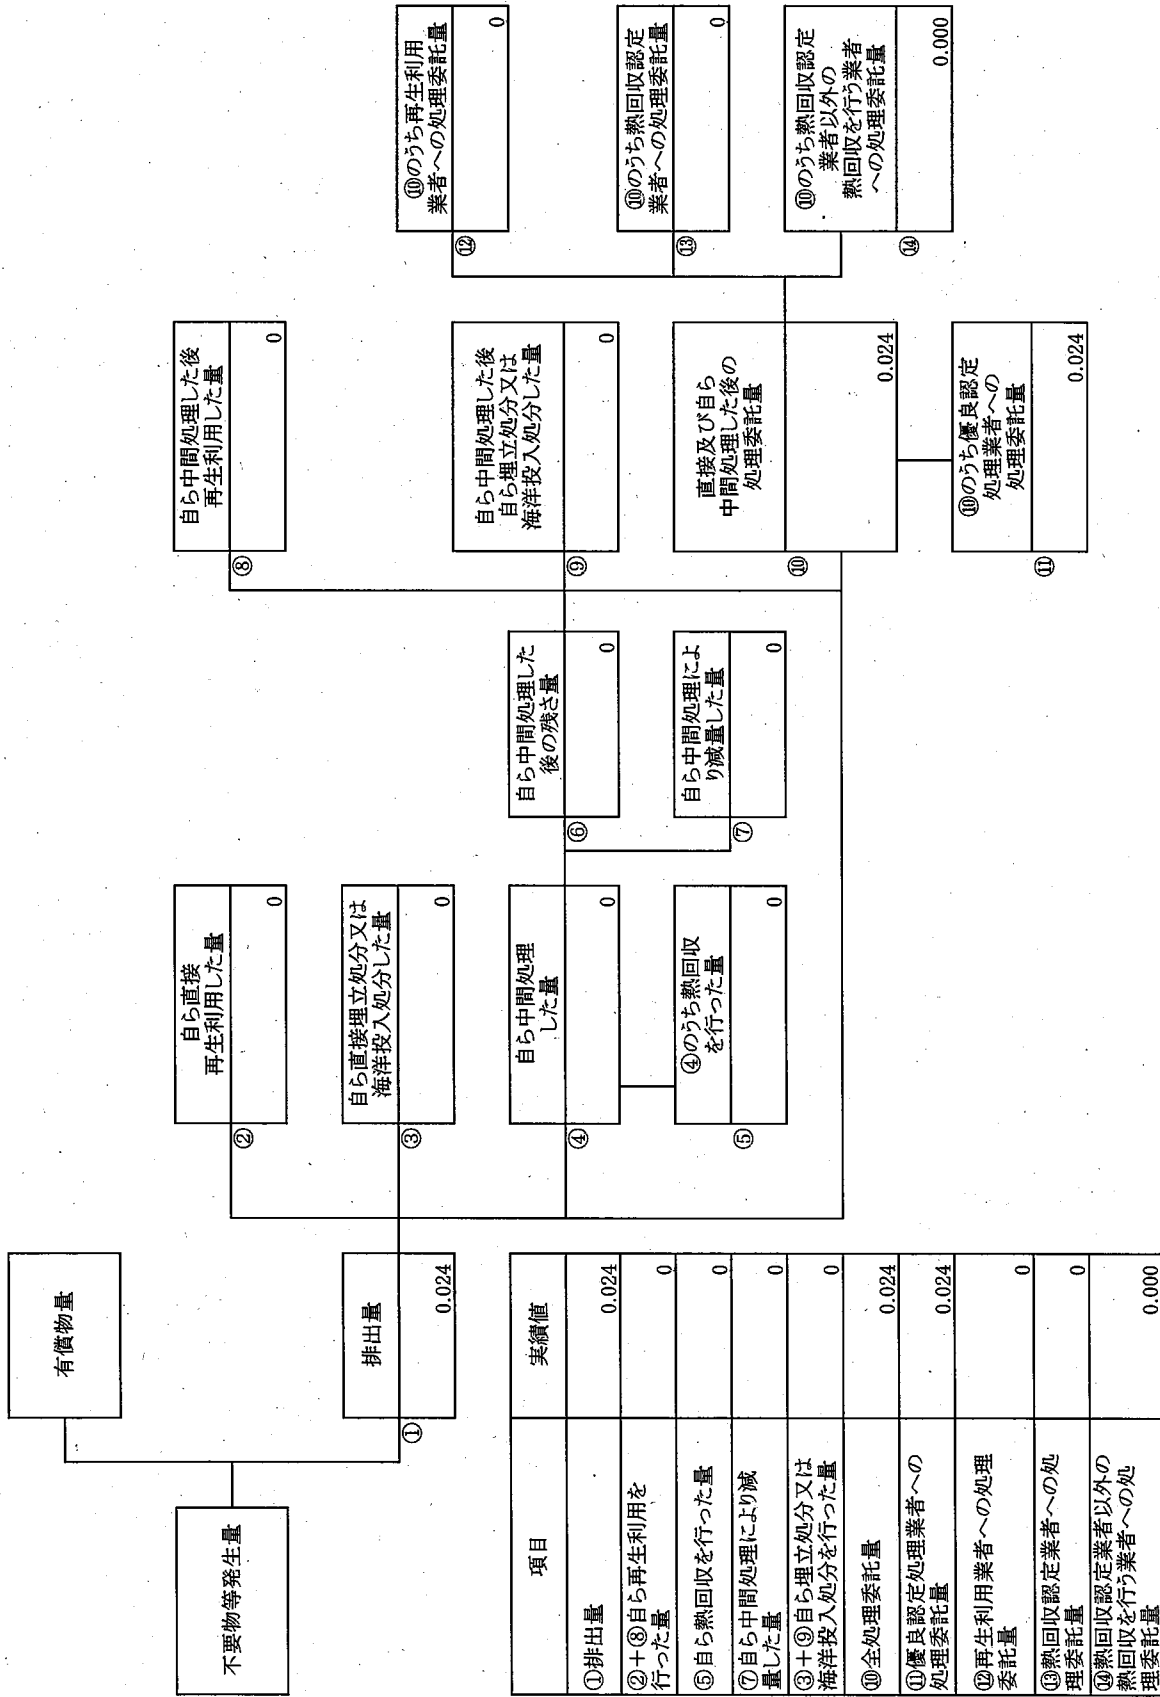 不要物等発生量
有償物量
排出量
①
0.024
自ら直接
再生利用した量
②
0
自ら直接埋立処分又は
海洋投入処分した量
③
0
自ら中間処理
した量
④
0
④のうち熱回収
を行った量
⑤
0
自ら中間処理した
後の残さ量
⑥
0
自ら中間処理によ
り減量した量
⑦
0
自ら中間処理した後
再生利用した量
⑧
0
自ら中間処理した後
自ら埋立処分又は
海洋投入処分した量
⑨
0
直接及び自ら
中間処理した後の
処理委託量
⑩
0.024
⑩のうち優良認定
処理業者への
処理委託量
⑪
0.024
⑩のうち再生利用
業者への処理委託量
⑫
0
⑩のうち熱回収認定
業者への処理委託量
⑬
0
⑩のうち熱回収認定
業者以外の
熱回収を行う業者
への処理委託量
⑭
0.000
項目 実績値
①排出量 0.024
②+⑧自ら再生利用を
行った量 0
⑤自ら熱回収を行った量 0
⑦自ら中間処理により減
量した量 0
③+⑨自ら埋立処分又は
海洋投入処分を行った量 0
⑩全処理委託量 0.024
⑪優良認定処理業者への
処理委託量 0.024
⑫再生利用業者への処理
委託量 0
⑬熱回収認定業者への処
理委託量 0
⑭熱回収認定業者以外の
熱回収を行う業者への処
理委託量 0.000